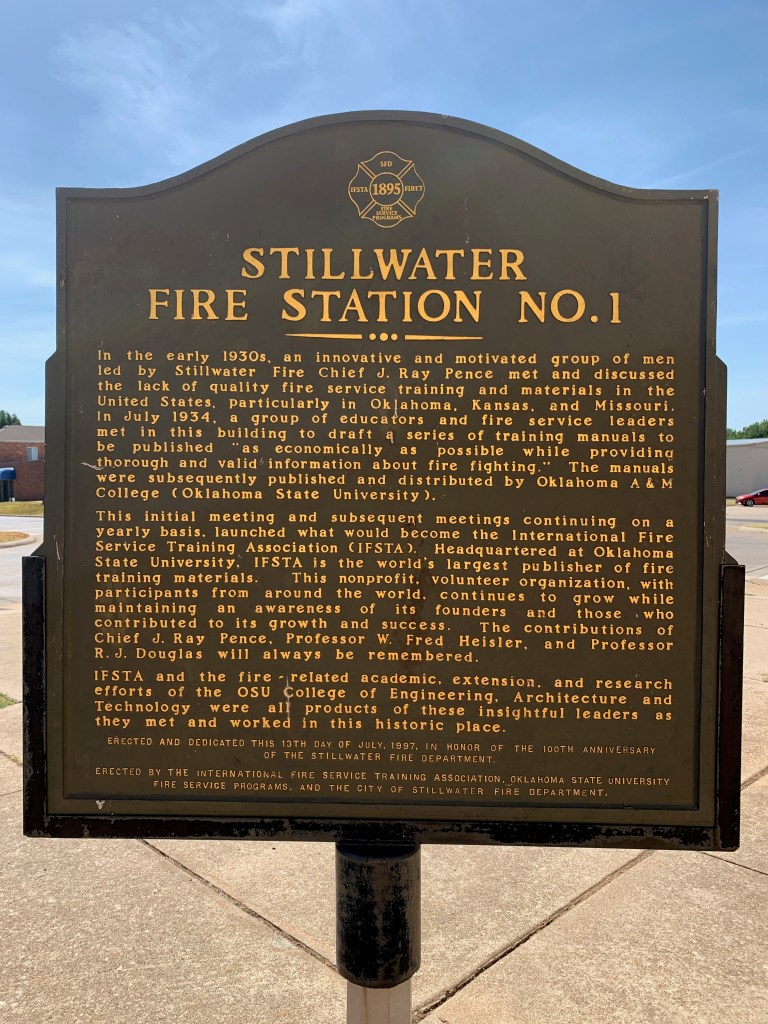 SFD
IFSTA 1895 FIRET
FIRE
SERVICE
PROGRAMS
STILLWATER
FIRE STATION NO. 1
In the early 1930s, an innovative and motivated group of men
led by Stillwater Fire Chief J. Ray Pence met and discussed
the lack of quality fire service training and materials in the
United States, particularly in Oklahoma, Kansas, and Missouri.
In July 1934, a group of educators and fire service leaders
met in this building to draft a series of training manuals to
be published "as economically as possible while providing
thorough and valid information about fire fighting." The manuals
were subsequently published and distributed by Oklahoma A & M
College (Oklahoma State University).
This initial meeting and subsequent meetings continuing on a
yearly basis, launched what would become the International Fire
Service Training Association (IFSTA). Headquartered at Oklahoma
State University, IFSTA is the world's largest publisher of fire
training materials. This nonprofit, volunteer organization, with
participants from around the world, continues to grow while
maintaining an awareness of its founders and those who
contributed to its growth and success. The contributions of
Chief J. Ray Pence, Professor W. Fred Heisler, and Professor
R. J. Douglas will always be remembered.
IFSTA and the fire-related academic, extension, and research
efforts of the OSU College of Engineering, Architecture and
Technology were all products of these insightful leaders as
they met and worked in this historic place.
ERECTED AND DEDICATED THIS 13TH DAY OF JULY, 1997, IN HONOR OF THE 100TH ANNIVERSARY
OF THE STILLWATER FIRE DEPARTMENT.
ERECTED BY THE INTERNATIONAL FIRE SERVICE TRAINING ASSOCIATION, OKLAHOMA STATE UNIVERSITY
FIRE SERVICE PROGRAMS, AND THE CITY OF STILLWATER FIRE DEPARTMENT.